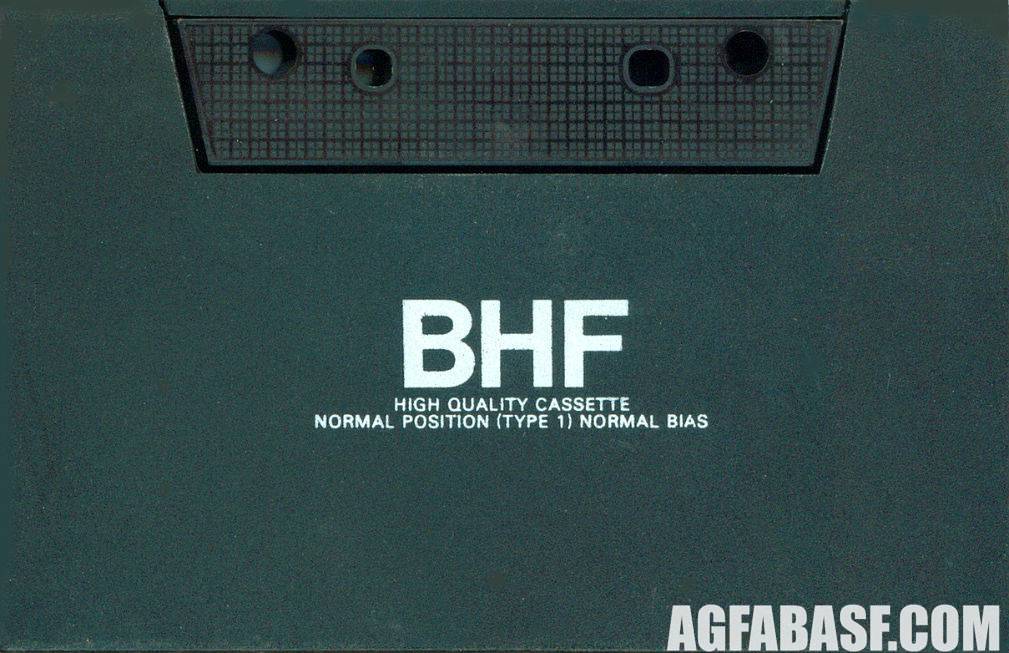 BHF
HIGH QUALITY CASSETTE
NORMAL POSITION (TYPE 1) NORMAL BIAS
AGFABASF.COM